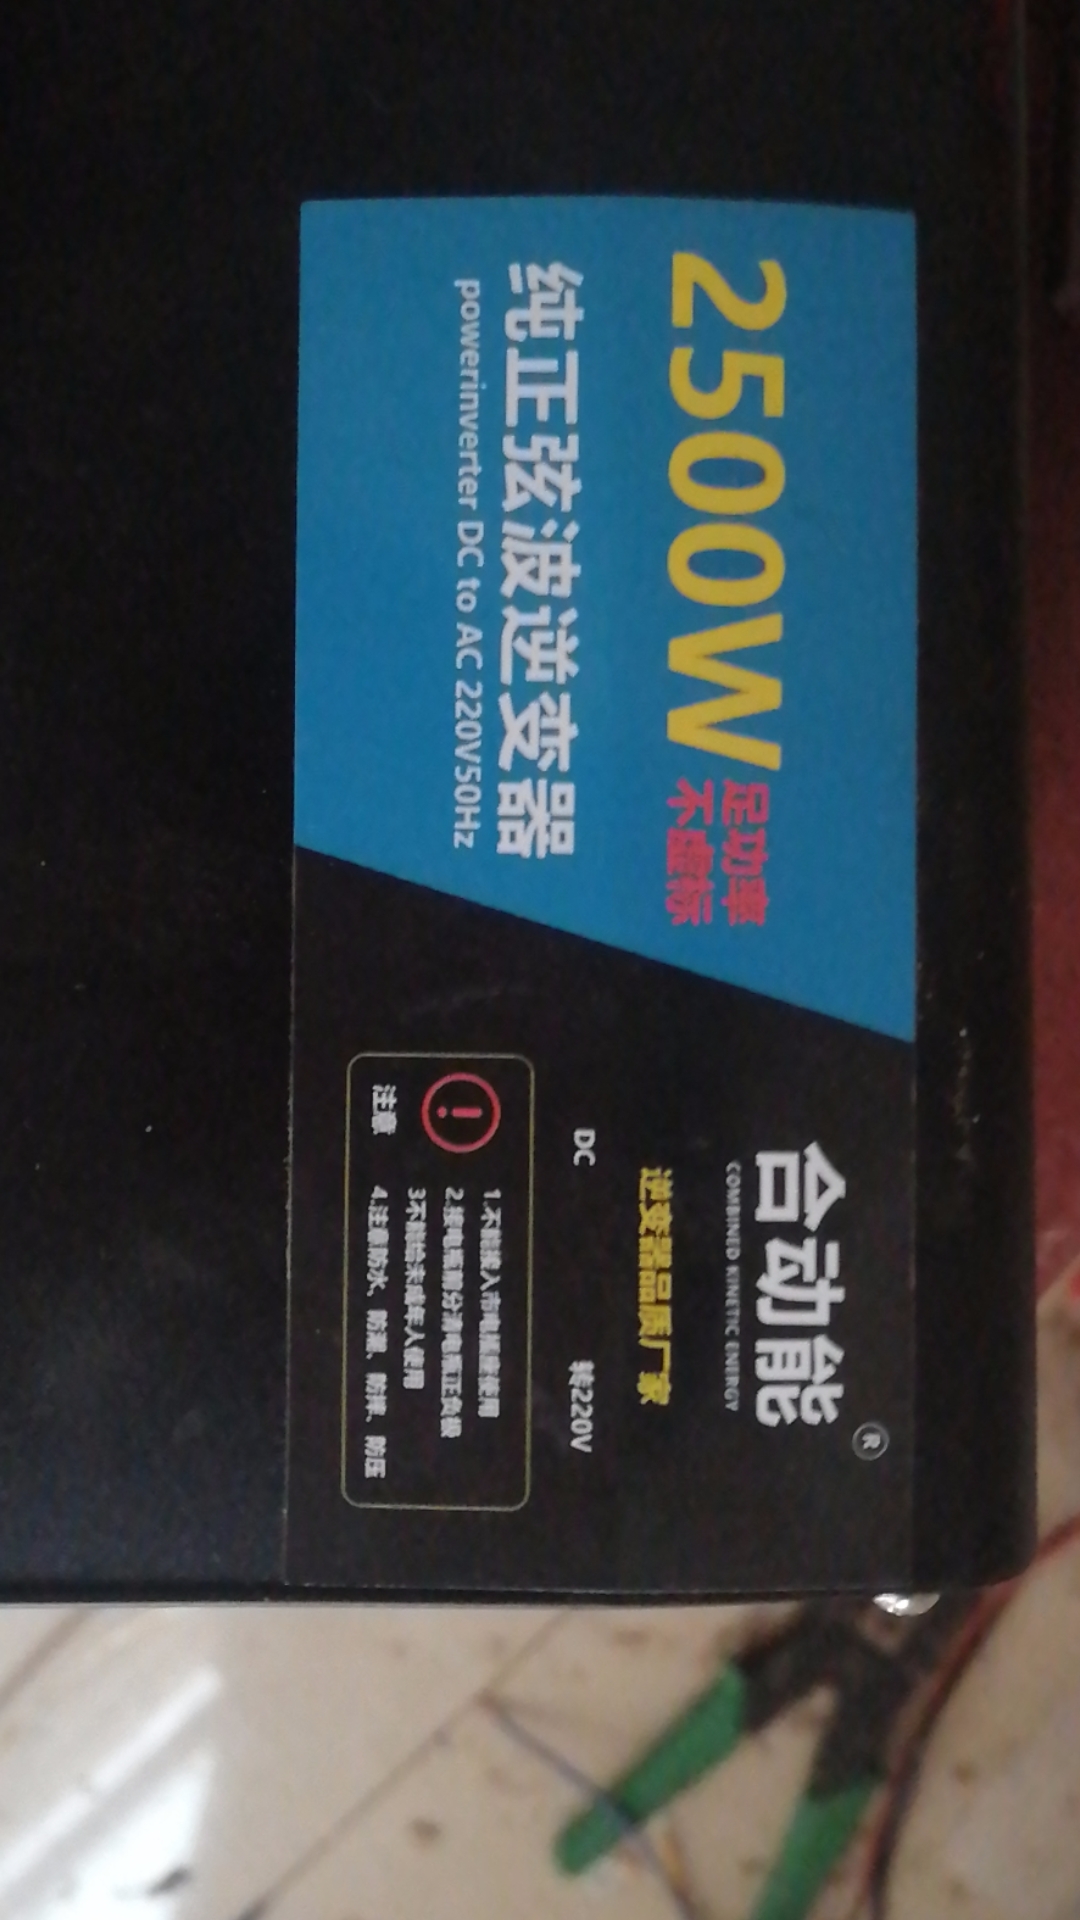 合动能®
COMBINED KINETIC ENERGY
逆变器品质厂家
DC 转220V
2500W
足功率
不虚标
纯正弦波逆变器
powerinverter DC to AC 220V50Hz
注意
1.不能接入市电插座使用
2.接电瓶前分清电瓶正负极
3不能给未成年人使用
4.注意防水、防潮、防摔、防压